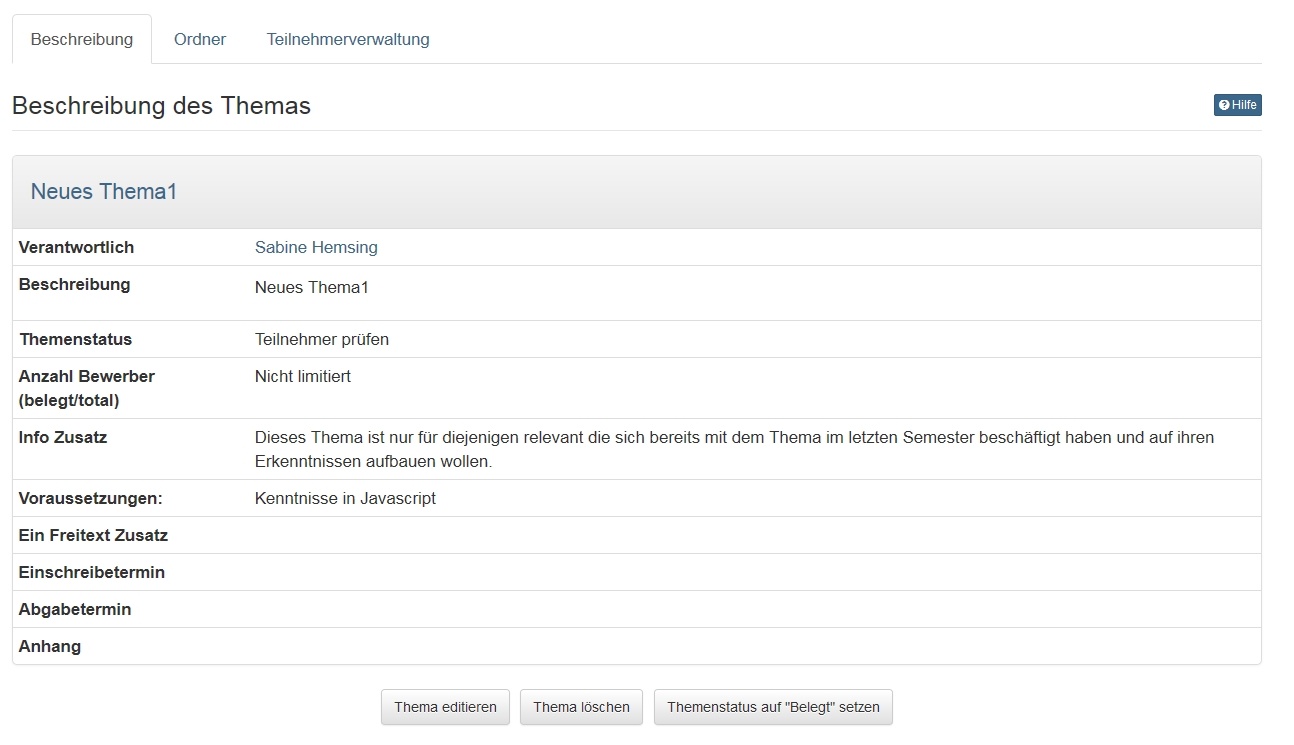 Beschreibung Ordner Teilnehmerverwaltung
Beschreibung des Themas
Hilfe
Neues Thema1
Verantwortlich Sabine Hemsing
Beschreibung Neues Thema1
Themenstatus Teilnehmer prüfen
Anzahl Bewerber Nicht limitiert
(belegt/total)
Info Zusatz Dieses Thema ist nur für diejenigen relevant die sich bereits mit dem Thema im letzten Semester beschäftigt haben und auf ihren
Erkenntnissen aufbauen wollen.
Voraussetzungen: Kenntnisse in Javascript
Ein Freitext Zusatz
Einschreibetermin
Abgabetermin
Anhang
Thema editieren Thema löschen Themenstatus auf "Belegt" setzen